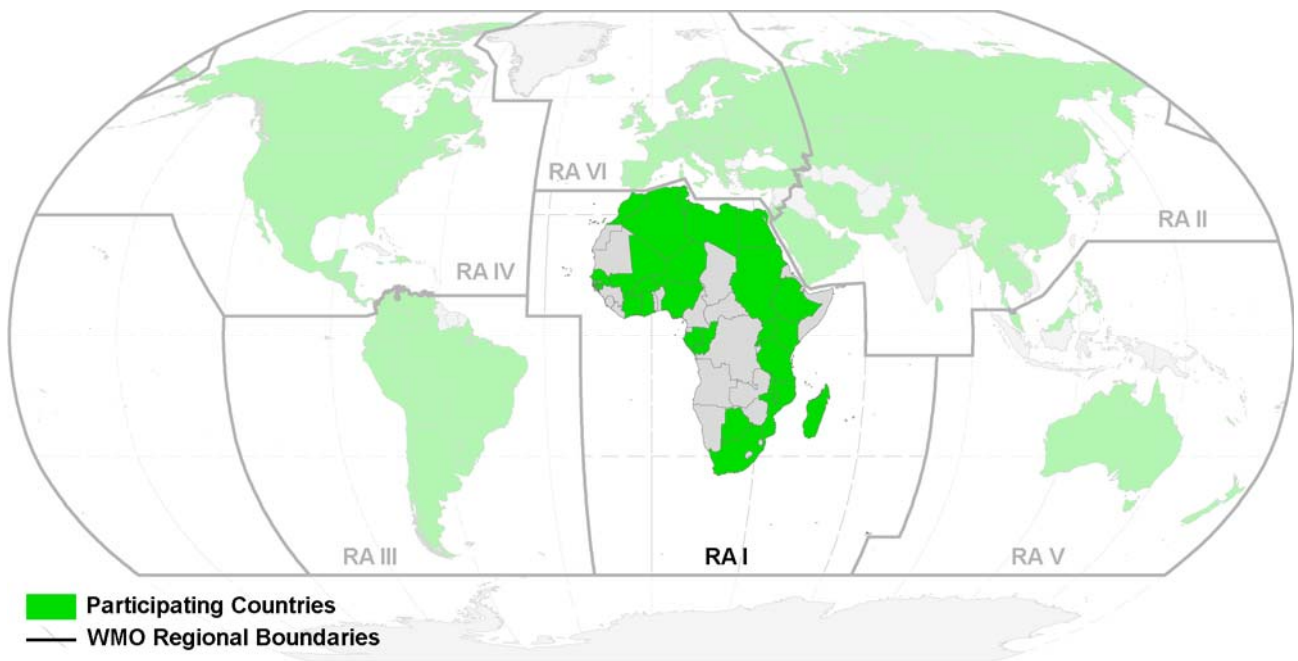 RA VI
RA II
RA IV
RA III
RA I
RA V
Participating Countries
WMO Regional Boundaries